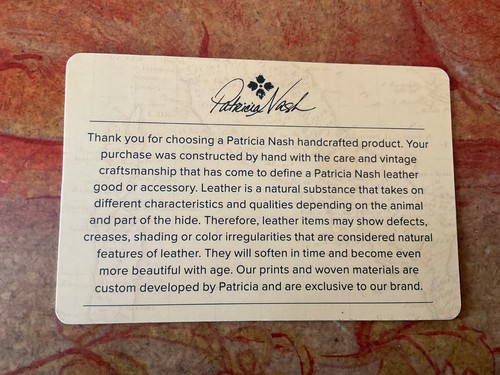 Patricia Nash
Thank you for choosing a Patricia Nash handcrafted product. Your
purchase was constructed by hand with the care and vintage
craftsmanship that has come to define a Patricia Nash leather
good or accessory. Leather is a natural substance that takes on
different characteristics and qualities depending on the animal
and part of the hide. Therefore, leather items may show defects,
creases, shading or color irregularities that are considered natural
features of leather. They will soften in time and become even
more beautiful with age. Our prints and woven materials are
custom developed by Patricia and are exclusive to our brand.